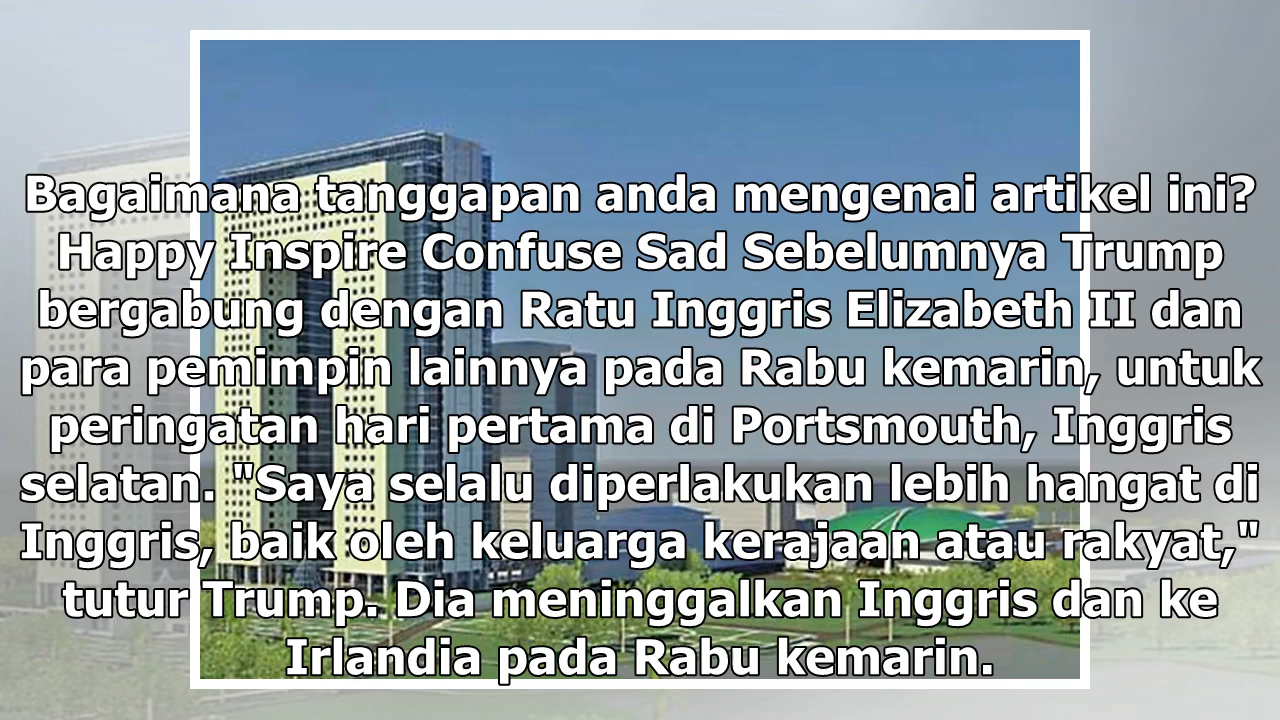 Bagaimana tanggapan anda mengenai artikel ini?
Happy Inspire Confuse Sad Sebelumnya Trump
bergabung dengan Ratu Inggris Elizabeth II dan
para pemimpin lainnya pada Rabu kemarin, untuk
peringatan hari pertama di Portsmouth, Inggris
selatan. "Saya selalu diperlakukan lebih hangat di
Inggris, baik oleh keluarga kerajaan atau rakyat,"
tutur Trump. Dia meninggalkan Inggris dan ke
Irlandia pada Rabu kemarin.